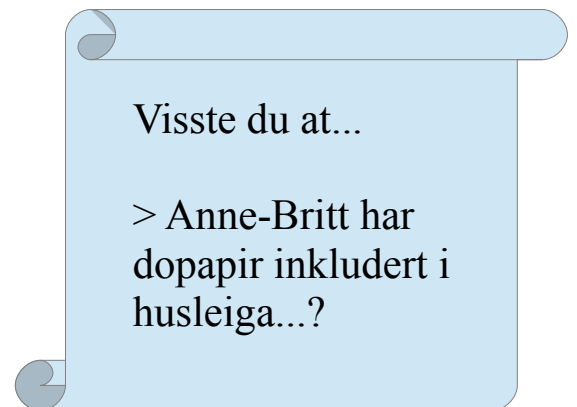 Visste du at...
> Anne-Britt har
dopapir inkludert i
husleiga...?